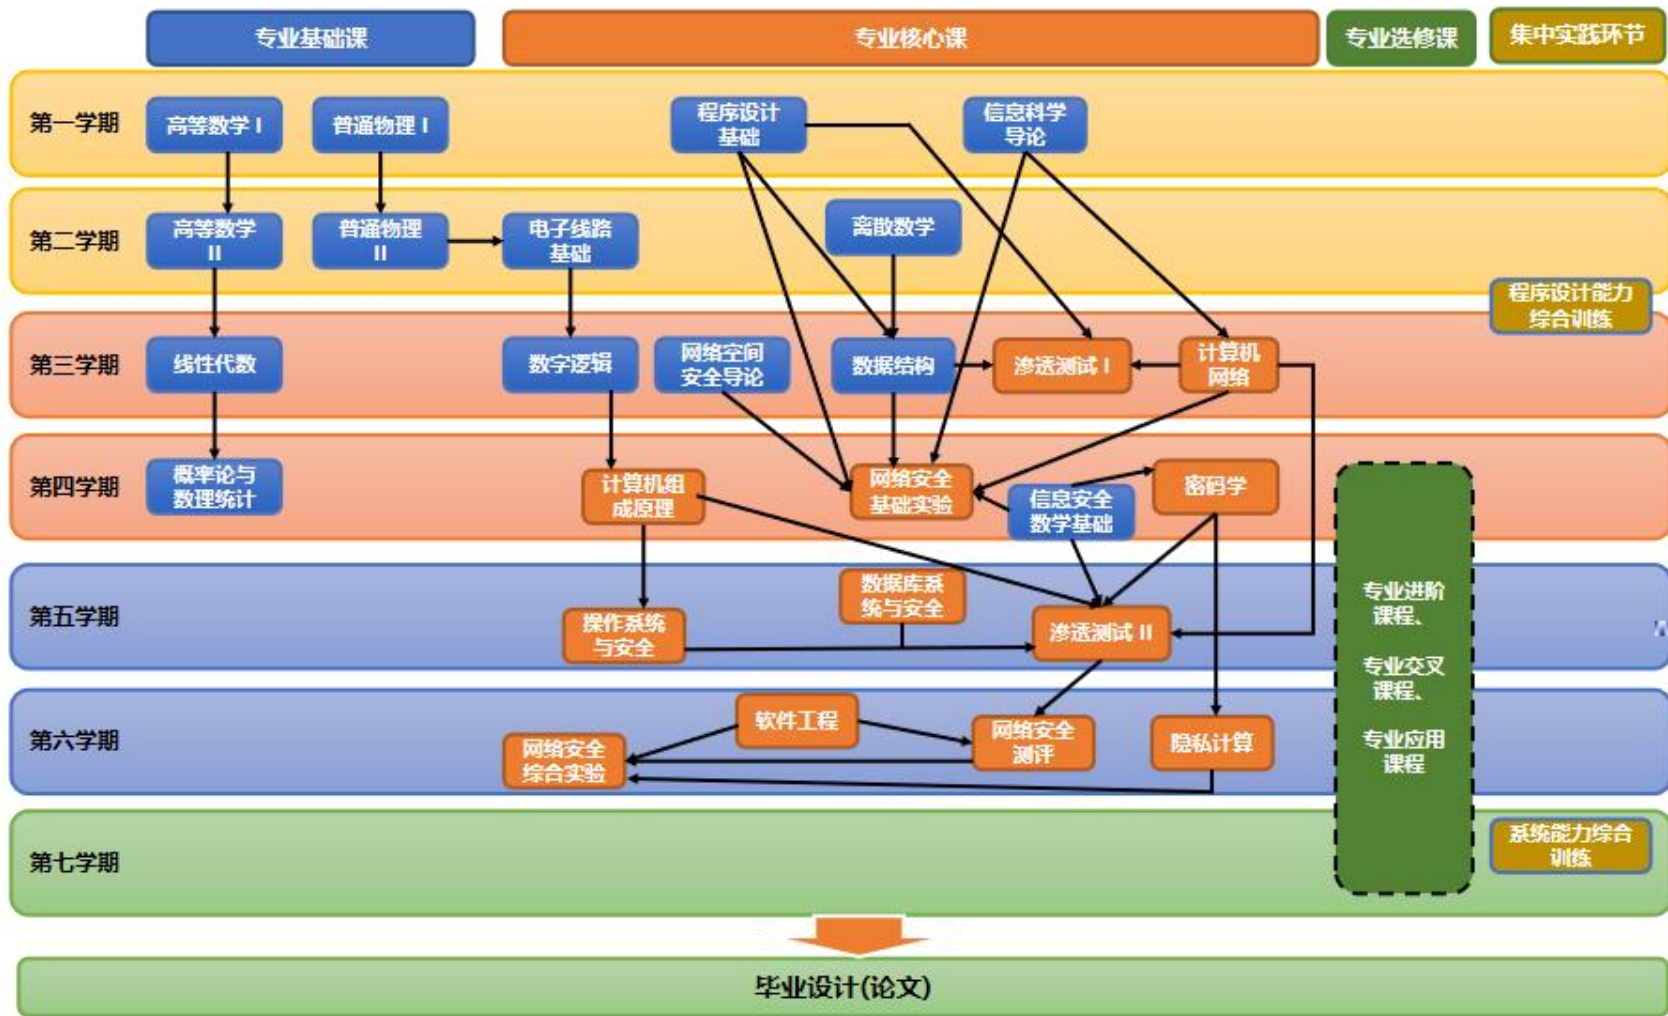 专业基础课
专业核心课
专业选修课
集中实践环节
第一学期
高等数学 I
普通物理 I
程序设计
基础
信息科学
导论
第二学期
高等数学
II
普通物理
II
电子线路
基础
离散数学
程序设计能力
综合训练
第三学期
线性代数
数字逻辑
网络空间
安全导论
数据结构
渗透测试 I
计算机
网络
第四学期
概率论与
数理统计
计算机组
成原理
网络安全
基础实验
信息安全
数学基础
密码学
第五学期
操作系统
与安全
数据库系
统与安全
渗透测试 II
专业进阶
课程、
专业交叉
课程、
专业应用
课程
第六学期
网络安全
综合实验
软件工程
网络安全
测评
隐私计算
第七学期
系统能力综合
训练
毕业设计(论文)